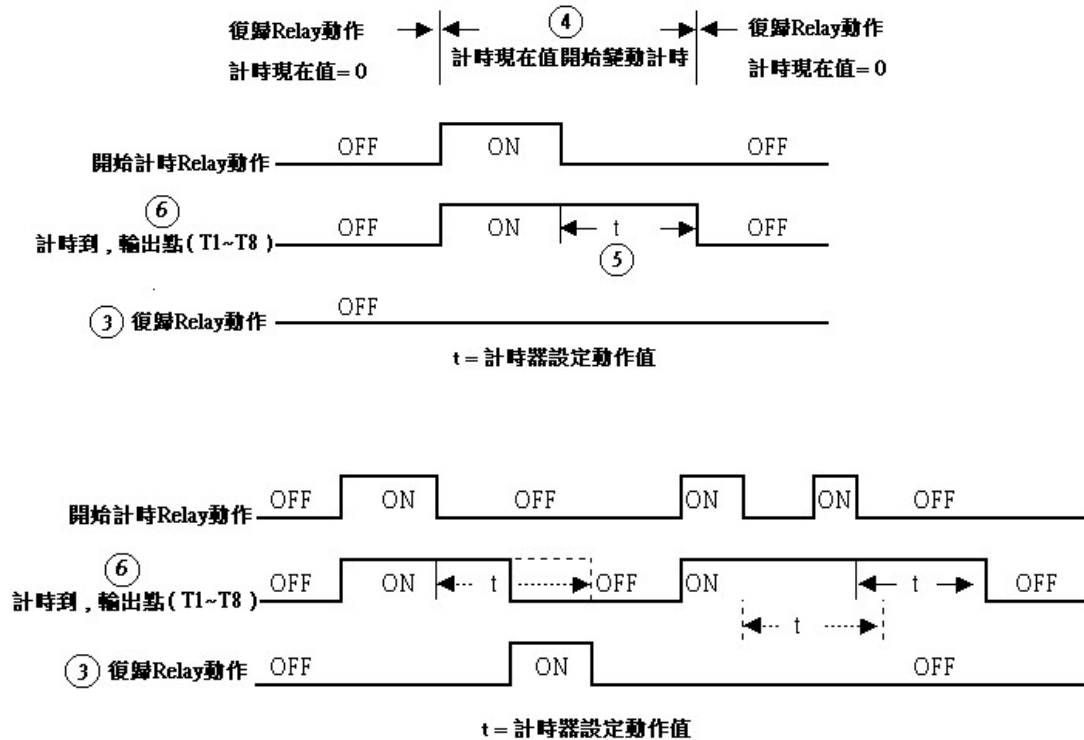 復歸Relay動作
計時現在值=0
④
計時現在值開始變動計時
復歸Relay動作
計時現在值=0
開始計時Relay動作
OFF
ON
OFF
⑥
計時到,輸出點(T1~T8)
OFF
ON
t
⑤
OFF
③ 復歸Relay動作
OFF
t = 計時器設定動作值
開始計時Relay動作
OFF
ON
OFF
ON
ON
OFF
⑥
計時到,輸出點(T1~T8)
OFF
ON
t
OFF
ON
t
OFF
t
③ 復歸Relay動作
OFF
ON
OFF
t = 計時器設定動作值